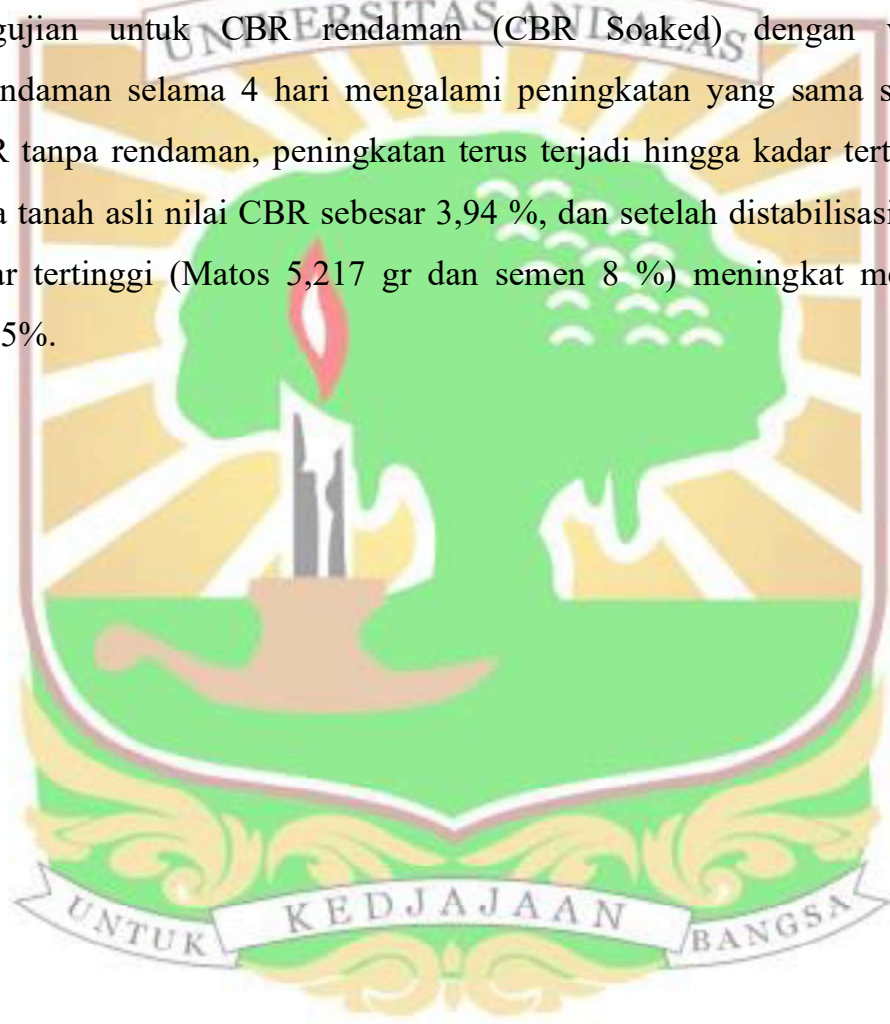 UNIVERSITAS ANDALAS
gujian untuk CBR rendaman (CBR Soaked) dengan
ndaman selama 4 hari mengalami peningkatan yang sama s
R tanpa rendaman, peningkatan terus terjadi hingga kadar tert
a tanah asli nilai CBR sebesar 3,94 %, dan setelah distabilisasi
ar tertinggi (Matos 5,217 gr dan semen 8 %) meningkat me
5%.
UNTUK KEDJAJAAN BANGSA